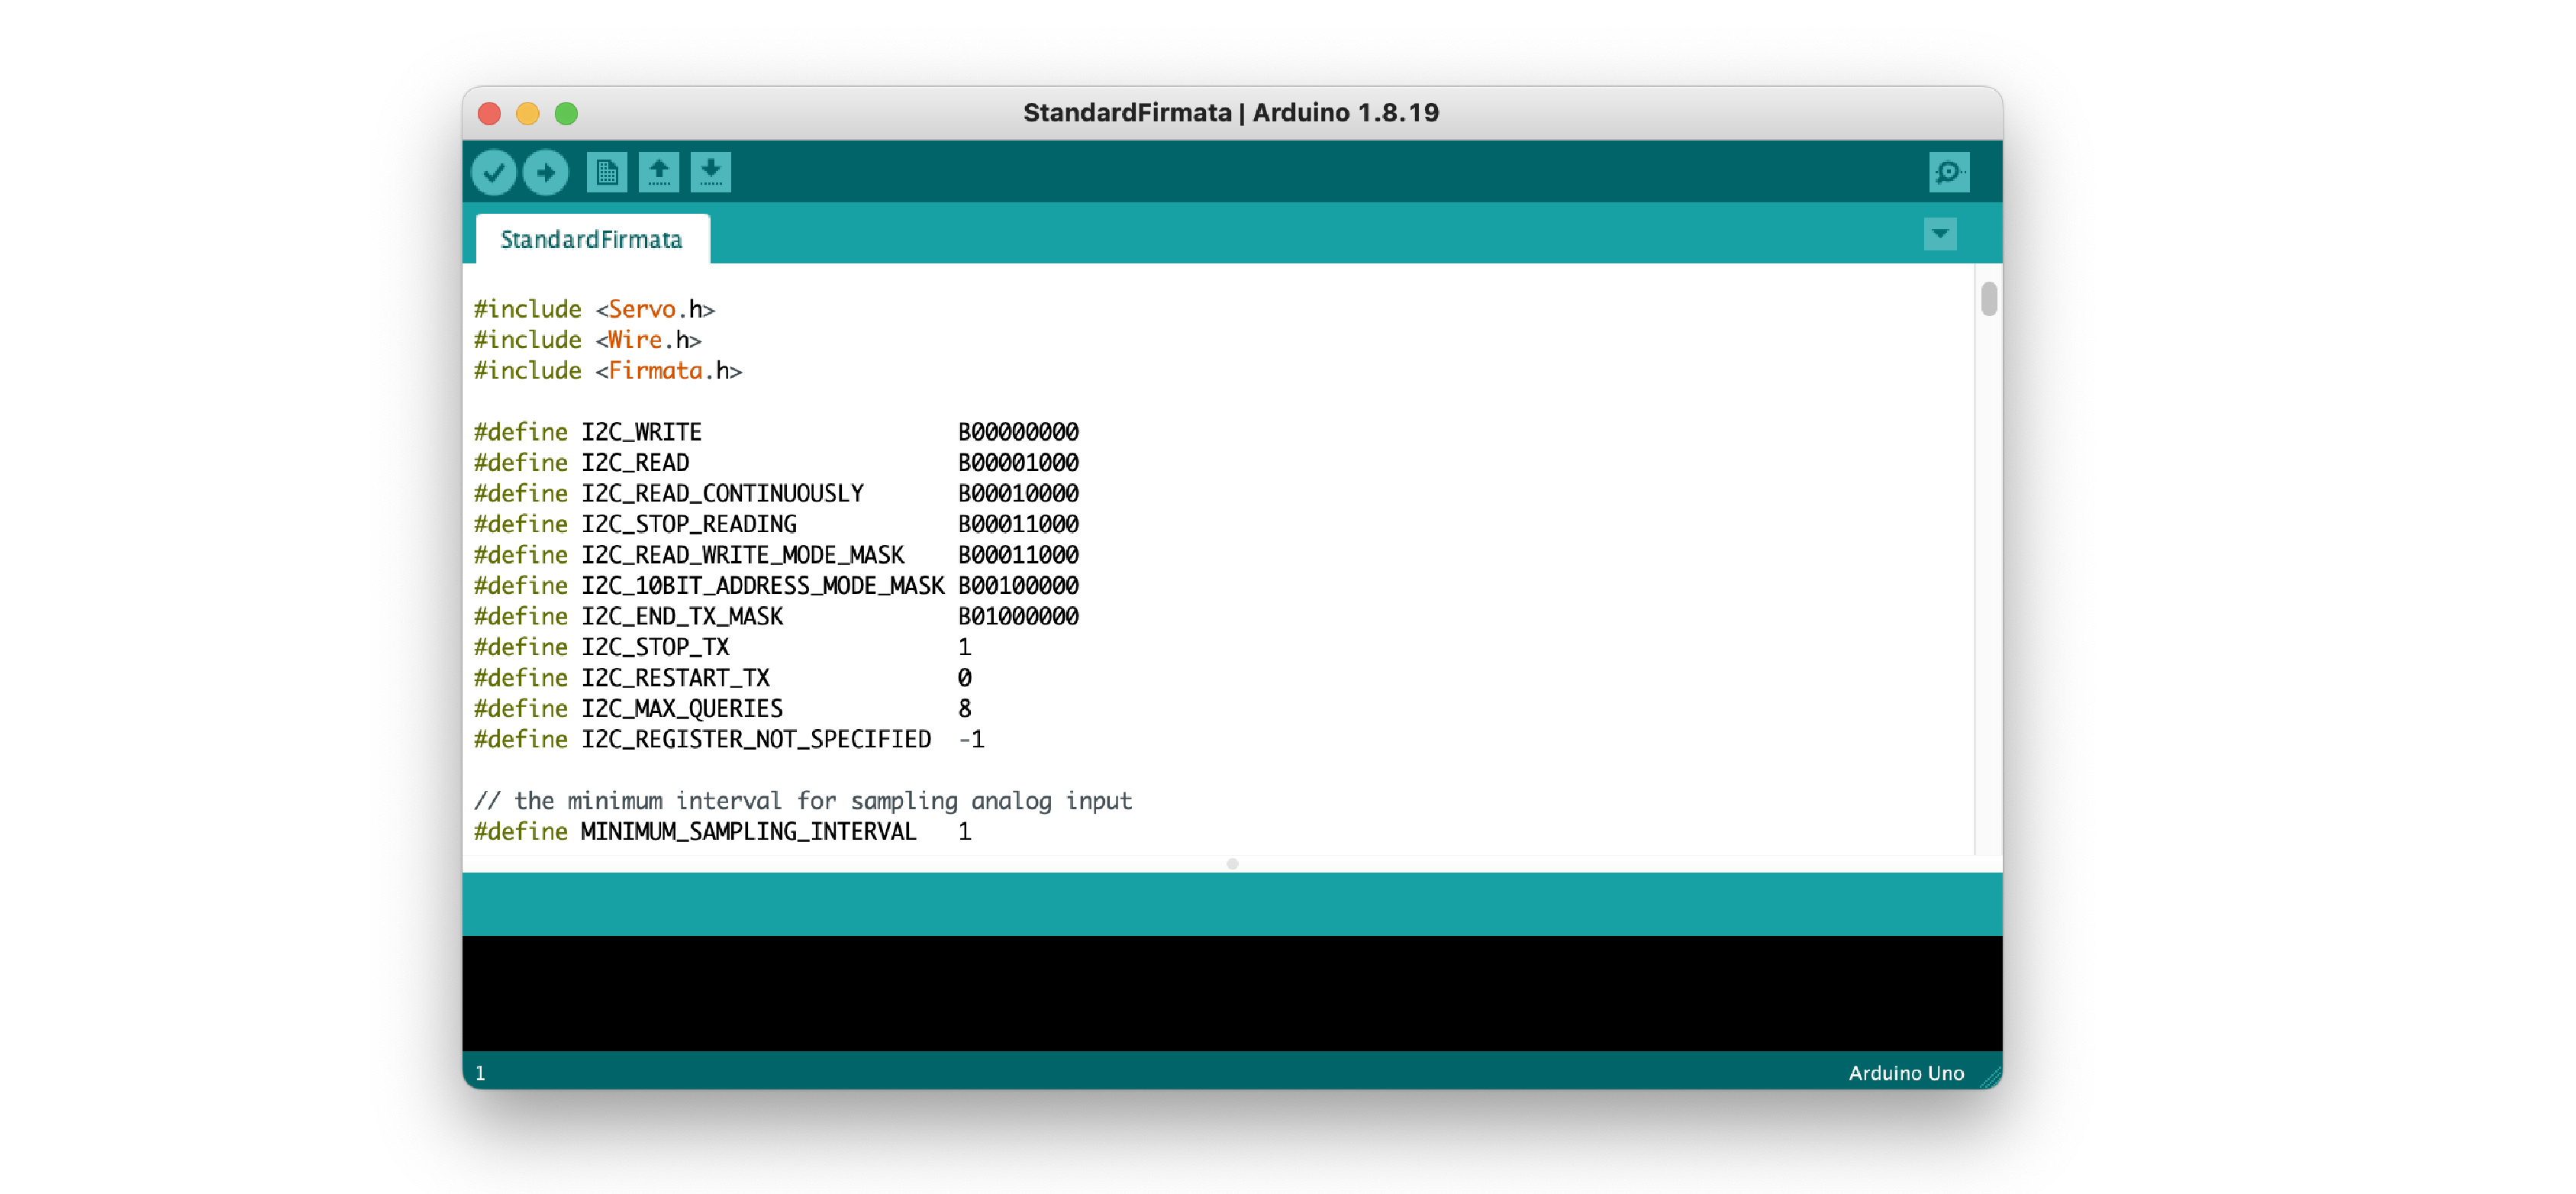 StandardFirmata | Arduino 1.8.19
StandardFirmata
#include <Servo.h>
#include <Wire.h>
#include <Firmata.h>
#define I2C_WRITE                   B00000000
#define I2C_READ                    B00001000
#define I2C_READ_CONTINUOUSLY       B00010000
#define I2C_STOP_READING            B00011000
#define I2C_READ_WRITE_MODE_MASK    B00011000
#define I2C_10BIT_ADDRESS_MODE_MASK B00100000
#define I2C_END_TX_MASK             B01000000
#define I2C_STOP_TX                 1
#define I2C_RESTART_TX              0
#define I2C_MAX_QUERIES             8
#define I2C_REGISTER_NOT_SPECIFIED  -1
// the minimum interval for sampling analog input
#define MINIMUM_SAMPLING_INTERVAL   1
1
Arduino Uno